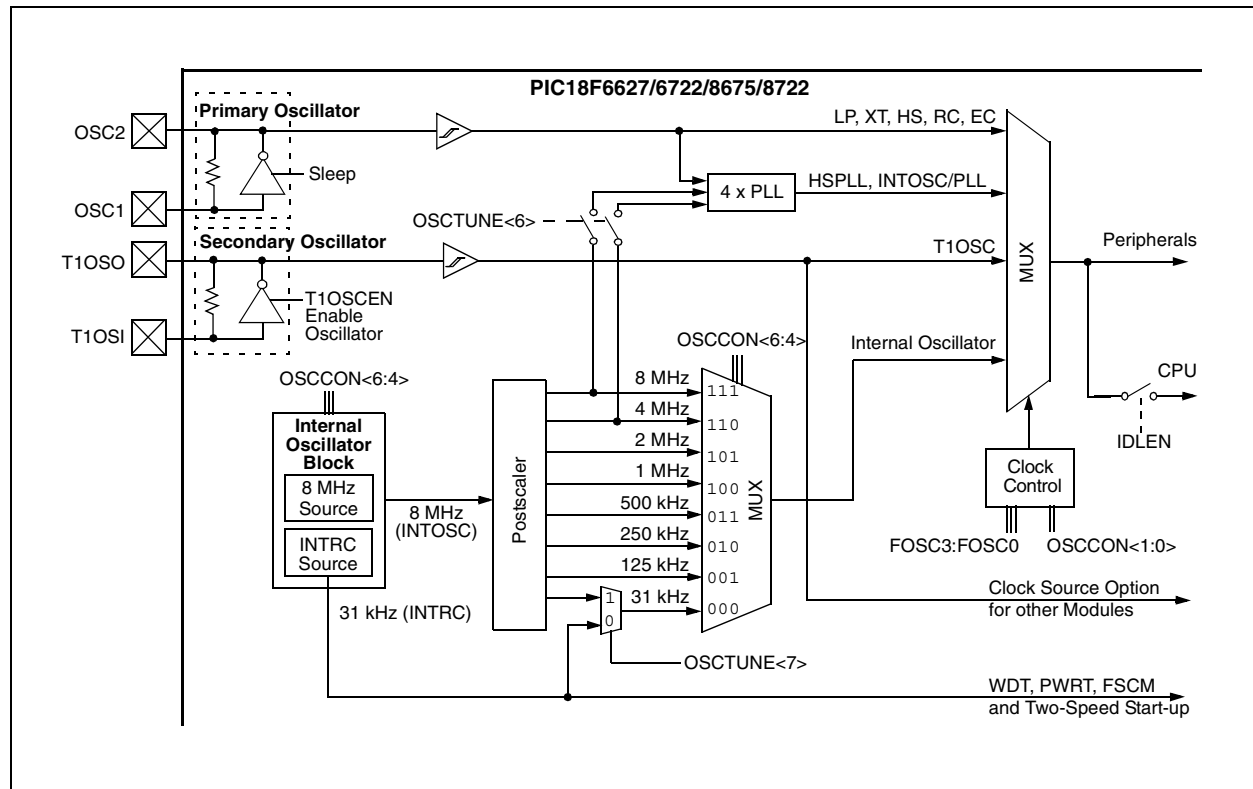 PIC18F6627/6722/8675/8722
Primary Oscillator
OSC2
Sleep
OSC1
LP, XT, HS, RC, EC
4 x PLL
HSPLL, INTOSC/PLL
OSCTUNE<6>
Secondary Oscillator
T1OSO
T1OSCEN
Enable
Oscillator
T1OSI
T1OSC
MUX
Peripherals
Internal Oscillator
CPU
IDLEN
Clock
Control
FOSC3:FOSC0
OSCCON<1:0>
OSCCON<6:4>
Internal
Oscillator
Block
8 MHz
Source
INTRC
Source
8 MHz
(INTOSC)
31 kHz (INTRC)
Postscaler
OSCCON<6:4>
8 MHz
111
4 MHz
110
2 MHz
101
1 MHz
100
500 kHz
011
250 kHz
010
125 kHz
001
1
0
31 kHz
000
MUX
OSCTUNE<7>
Clock Source Option
for other Modules
WDT, PWRT, FSCM
and Two-Speed Start-up